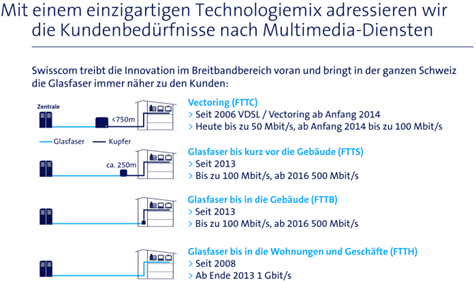 Mit einem einzigartigen Technologiemix adressieren wir
die Kundenbedürfnisse nach Multimedia-Diensten
Swisscom treibt die Innovation im Breitbandbereich voran und bringt in der ganzen Schweiz
die Glasfaser immer näher zu den Kunden:
Zentrale
<750m
Glasfaser
Kupfer
Vectoring (FTTC)
> Seit 2006 VDSL / Vectoring ab Anfang 2014
> Heute bis zu 50 Mbit/s, ab Anfang 2014 bis zu 100 Mbit/s
ca. 250m
Glasfaser bis kurz vor die Gebäude (FTTS)
> Seit 2013
> Bis zu 100 Mbit/s, ab 2016 500 Mbit/s
Glasfaser bis in die Gebäude (FTTB)
> Seit 2013
> Bis zu 100 Mbit/s, ab 2016 500 Mbit/s
Glasfaser bis in die Wohnungen und Geschäfte (FTTH)
> Seit 2008
> Ab Ende 2013 1 Gbit/s